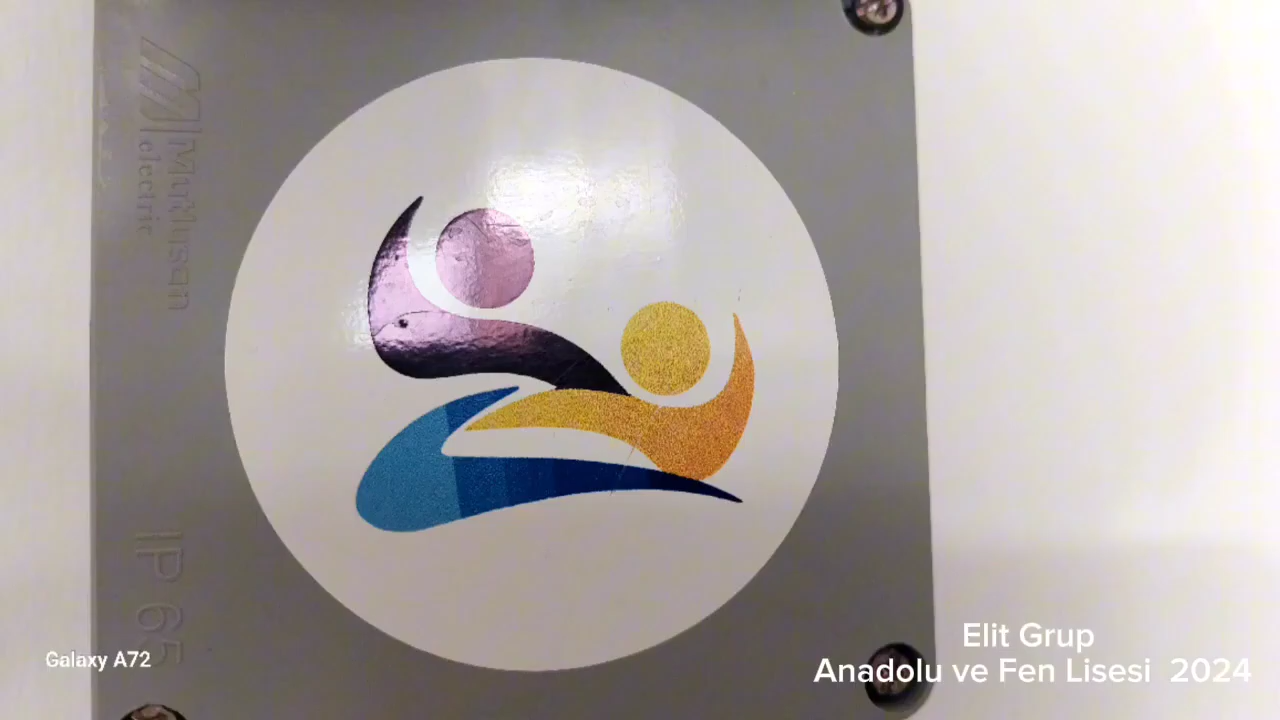 Mutlusan
electric
IP 65
Galaxy A72
Elit Grup
Anadolu ve Fen Lisesi 2024